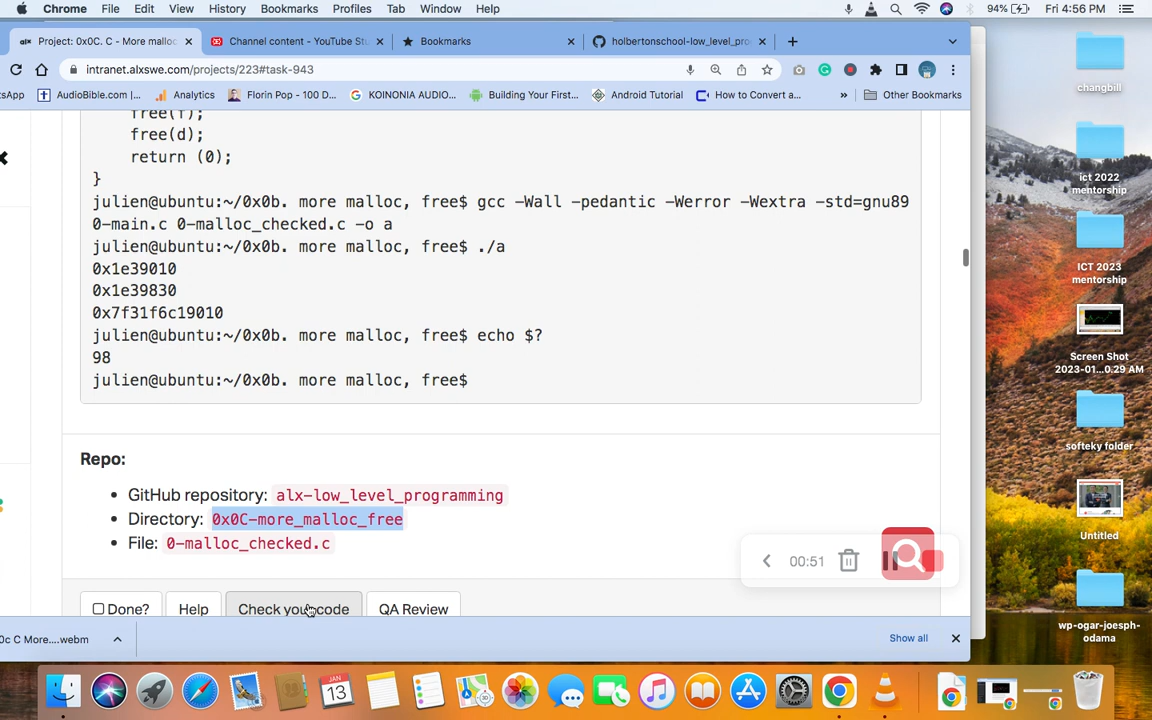 Chrome File Edit View History Bookmarks Profiles Tab Window Help 94% Fri 4:56 PM
alx Project: 0x0C. C - More malloc Channel content - YouTube Stu Bookmarks holbertonschool-low_level_pro
intranet.alxswe.com/projects/223#task-943
sApp AudioBible.com |... Analytics Florin Pop - 100 D... KOINONIA AUDIO... Building Your First... Android Tutorial How to Convert a... » Other Bookmarks
free(f);
free(d);
return (0);
}
julien@ubuntu:~/0x0b. more malloc, free$ gcc -Wall -pedantic -Werror -Wextra -std=gnu89
0-main.c 0-malloc_checked.c -o a
julien@ubuntu:~/0x0b. more malloc, free$ ./a
0x1e39010
0x1e39830
0x7f31f6c19010
julien@ubuntu:~/0x0b. more malloc, free$ echo $?
98
julien@ubuntu:~/0x0b. more malloc, free$
Repo:
• GitHub repository: alx-low_level_programming
• Directory: 0x0C-more_malloc_free
• File: 0-malloc_checked.c
00:51
Done? Help Check your code QA Review
0c C More....webm Show all
changbill
ict 2022
mentorship
ICT 2023
mentorship
Screen Shot
2023-01...0.29 AM
softeky folder
Untitled
wp-ogar-joesph-
odama
JAN
13